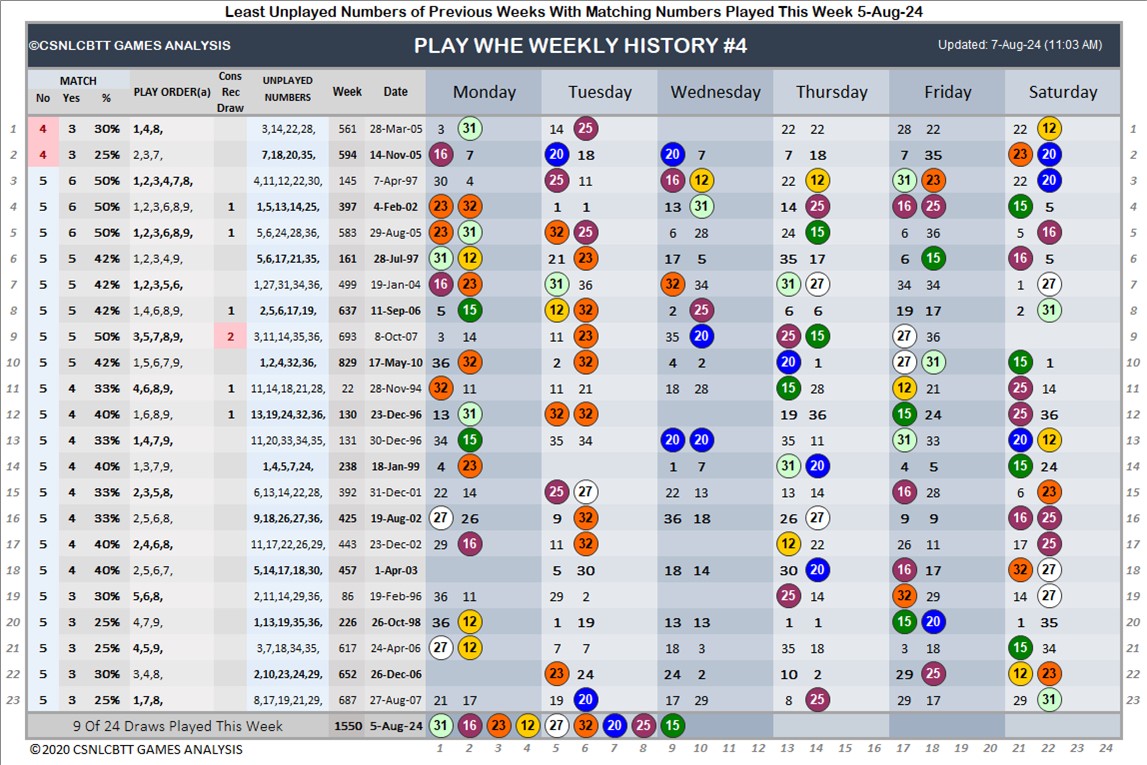 Least Unplayed Numbers of Previous Weeks With Matching Numbers Played This Week 5-Aug-24
©CSNLCBTT GAMES ANALYSIS PLAY WHE WEEKLY HISTORY #4 Updated: 7-Aug-24 (11:03 AM)
MATCH PLAY ORDER(a) Cons Rec Draw UNPLAYED NUMBERS Week Date Monday Tuesday Wednesday Thursday Friday Saturday
No Yes %
1 4 3 30% 1,4,8, 3,14,22,28, 561 28-Mar-05 3 31 14 25 22 22 28 22 22 12 1
2 4 3 25% 2,3,7, 7,18,20,35, 594 14-Nov-05 16 7 20 18 20 7 7 18 7 35 23 20 2
3 5 6 50% 1,2,3,4,7,8, 4,11,12,22,30, 145 7-Apr-97 30 4 25 11 16 12 22 12 31 23 22 20 3
4 5 6 50% 1,2,3,6,8,9, 1 1,5,13,14,25, 397 4-Feb-02 23 32 1 1 13 31 14 25 16 25 15 5 4
5 5 6 50% 1,2,3,6,8,9, 1 5,6,24,28,36, 583 29-Aug-05 23 31 32 25 6 28 24 15 6 36 5 16 5
6 5 5 42% 1,2,3,4,9, 5,6,17,21,35, 161 28-Jul-97 31 12 21 23 17 5 35 17 6 15 16 5 6
7 5 5 42% 1,2,3,5,6, 1,27,31,34,36, 499 19-Jan-04 16 23 31 36 32 34 31 27 34 34 1 27 7
8 5 5 42% 1,4,6,8,9, 1 2,5,6,17,19, 637 11-Sep-06 5 15 12 32 2 25 6 6 19 17 2 31 8
9 5 5 50% 3,5,7,8,9, 2 3,11,14,35,36, 693 8-Oct-07 3 14 11 23 35 20 25 15 27 36 9
10 5 5 42% 1,5,6,7,9, 1,2,4,32,36, 829 17-May-10 36 32 2 32 4 2 20 1 27 31 15 1 10
11 5 4 33% 4,6,8,9, 1 11,14,18,21,28, 22 28-Nov-94 32 11 11 21 18 28 15 28 12 21 25 14 11
12 5 4 40% 1,6,8,9, 1 13,19,24,32,36, 130 23-Dec-96 13 31 32 32 19 36 15 24 25 36 12
13 5 4 33% 1,4,7,9, 11,20,33,34,35, 131 30-Dec-96 34 15 35 34 20 20 35 11 31 33 20 12 13
14 5 4 40% 1,3,7,9, 1,4,5,7,24, 238 18-Jan-99 4 23 1 7 31 20 4 5 15 24 14
15 5 4 33% 2,3,5,8, 6,13,14,22,28, 392 31-Dec-01 22 14 25 27 22 13 13 14 16 28 6 23 15
16 5 4 33% 2,5,6,8, 9,18,26,27,36, 425 19-Aug-02 27 26 9 32 36 18 26 27 9 9 16 25 16
17 5 4 40% 2,4,6,8, 11,17,22,26,29, 443 23-Dec-02 29 16 11 32 12 22 26 11 17 25 17
18 5 4 40% 2,5,6,7, 5,14,17,18,30, 457 1-Apr-03 5 30 18 14 30 20 16 17 32 27 18
19 5 3 30% 5,6,8, 2,11,14,29,36, 86 19-Feb-96 36 11 29 2 25 14 32 29 14 27 19
20 5 3 25% 4,7,9, 1,13,19,35,36, 226 26-Oct-98 36 12 1 19 13 13 1 1 15 20 1 35 20
21 5 3 25% 4,5,9, 3,7,18,34,35, 617 24-Apr-06 27 12 7 7 18 3 35 18 3 18 15 34 21
22 5 3 30% 3,4,8, 2,10,23,24,29, 652 26-Dec-06 23 24 24 2 10 2 29 25 12 23 22
23 5 3 25% 1,7,8, 8,17,19,21,29, 687 27-Aug-07 21 17 19 20 17 29 8 25 29 17 29 31 23
9 Of 24 Draws Played This Week 1550 5-Aug-24 31 16 23 12 27 32 20 25 15
© 2020 CSNLCBTT GAMES ANALYSIS 1 2 3 4 5 6 7 8 9 10 11 12 13 14 15 16 17 18 19 20 21 22 23 24